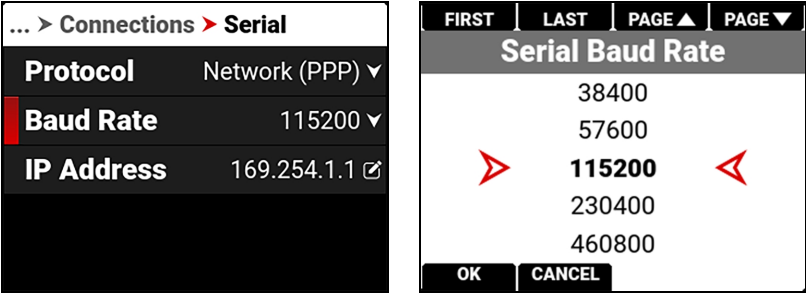 ... > Connections > Serial
Protocol Network (PPP)
Baud Rate 115200
IP Address 169.254.1.1
FIRST LAST PAGE▲ PAGE▼
Serial Baud Rate
38400
57600
115200
230400
460800
OK CANCEL